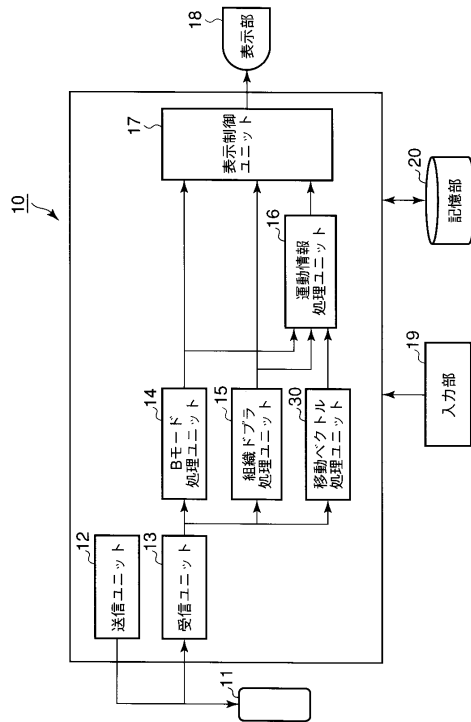 10
11
12
送信ユニット
13
受信ユニット
14
Bモード
処理ユニット
15
組織ドプラ
処理ユニット
30
移動ベクトル
処理ユニット
16
運動情報
処理ユニット
17
表示制御
ユニット
18
表示部
19
入力部
20
記憶部